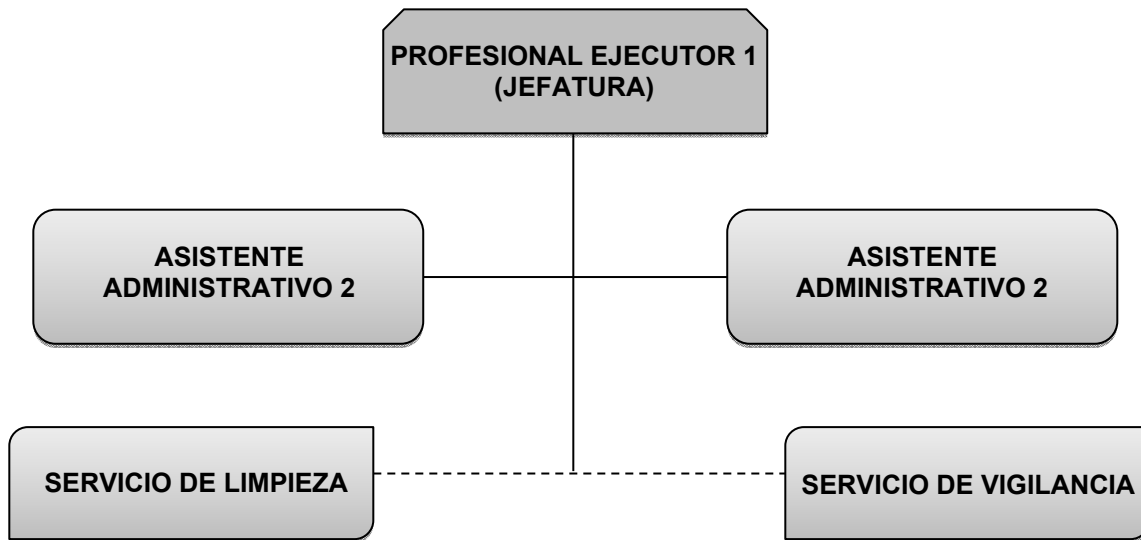 PROFESIONAL EJECUTOR 1
(JEFATURA)
ASISTENTE
ADMINISTRATIVO 2
ASISTENTE
ADMINISTRATIVO 2
SERVICIO DE LIMPIEZA
SERVICIO DE VIGILANCIA